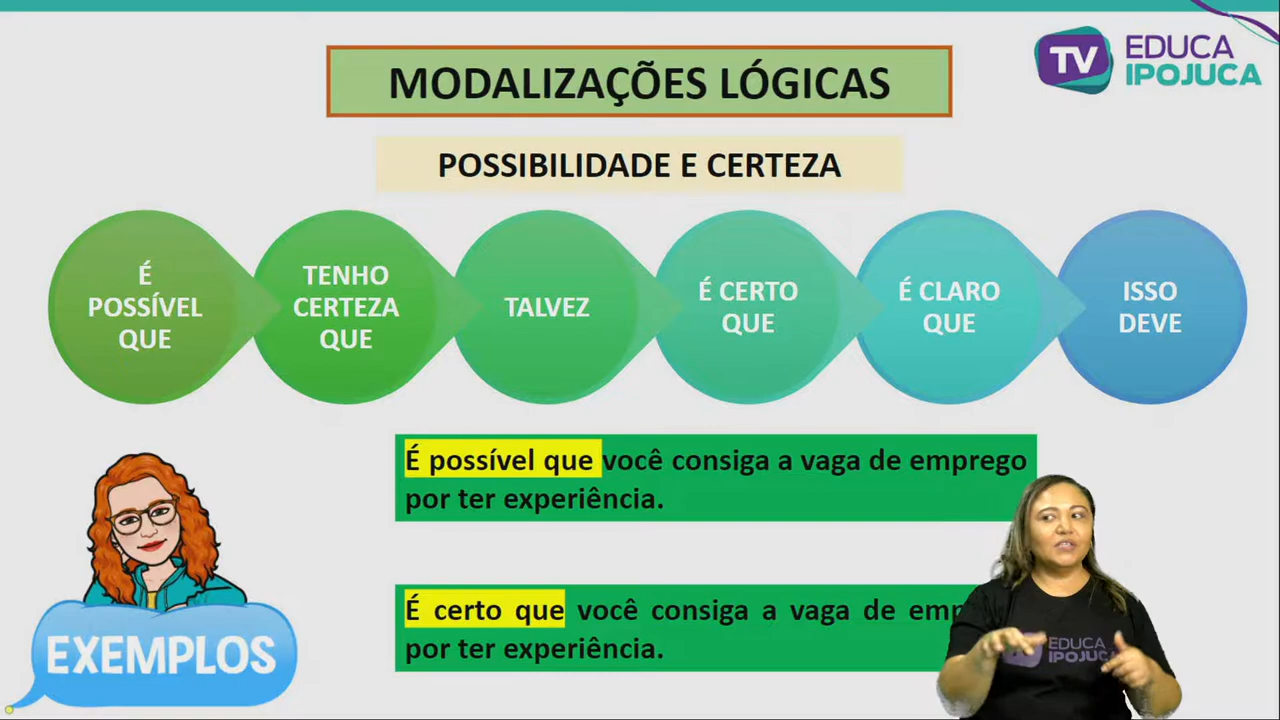 TV EDUCA
IPOJUCA
MODALIZAÇÕES LÓGICAS
POSSIBILIDADE E CERTEZA
É
POSSÍVEL
QUE
TENHO
CERTEZA
QUE
TALVEZ
É CERTO
QUE
É CLARO
QUE
ISSO
DEVE
É possível que você consiga a vaga de emprego
por ter experiência.
É certo que você consiga a vaga de
por ter experiência.
EXEMPLOS
EDUCA
IPOJUCA